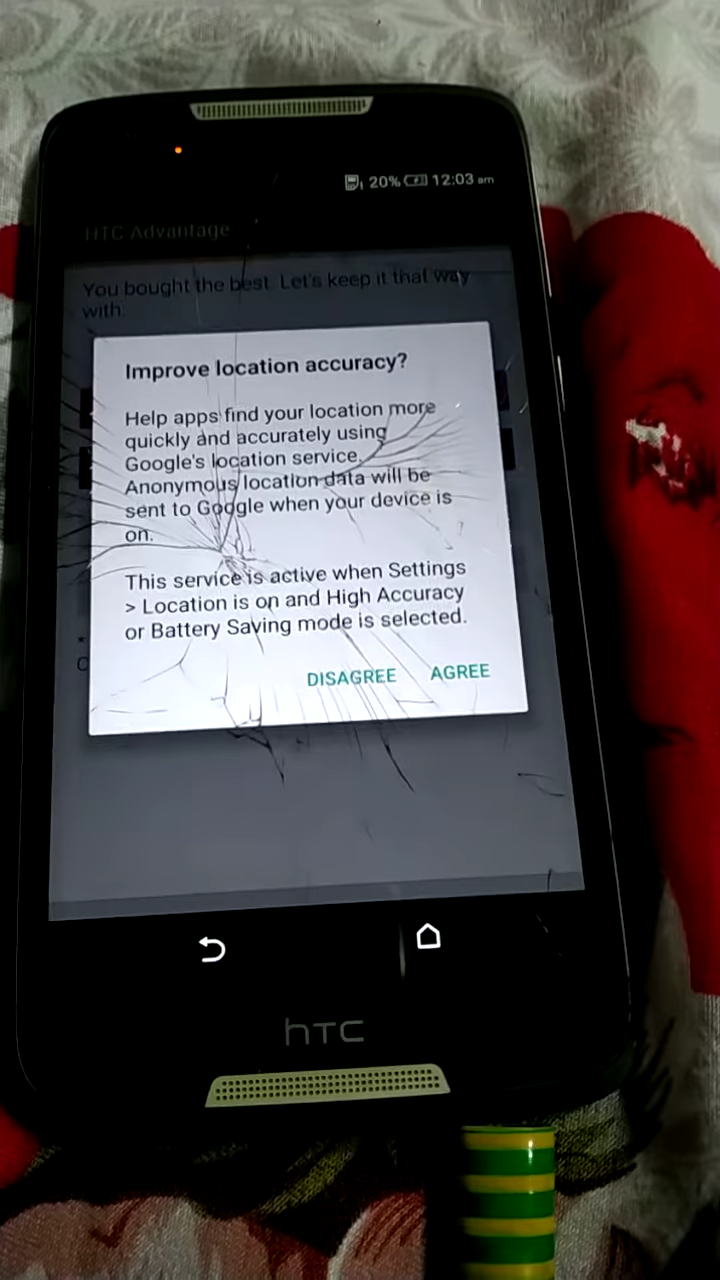 20% 12:03 am
HTC Advantage
You bought the best. Let's keep it that way
with:
Improve location accuracy?
Help apps find your location more
quickly and accurately using
Google's location service.
Anonymous location data will be
sent to Google when your device is
on.
This service is active when Settings
> Location is on and High Accuracy
or Battery Saving mode is selected.
DISAGREE AGREE
hTC